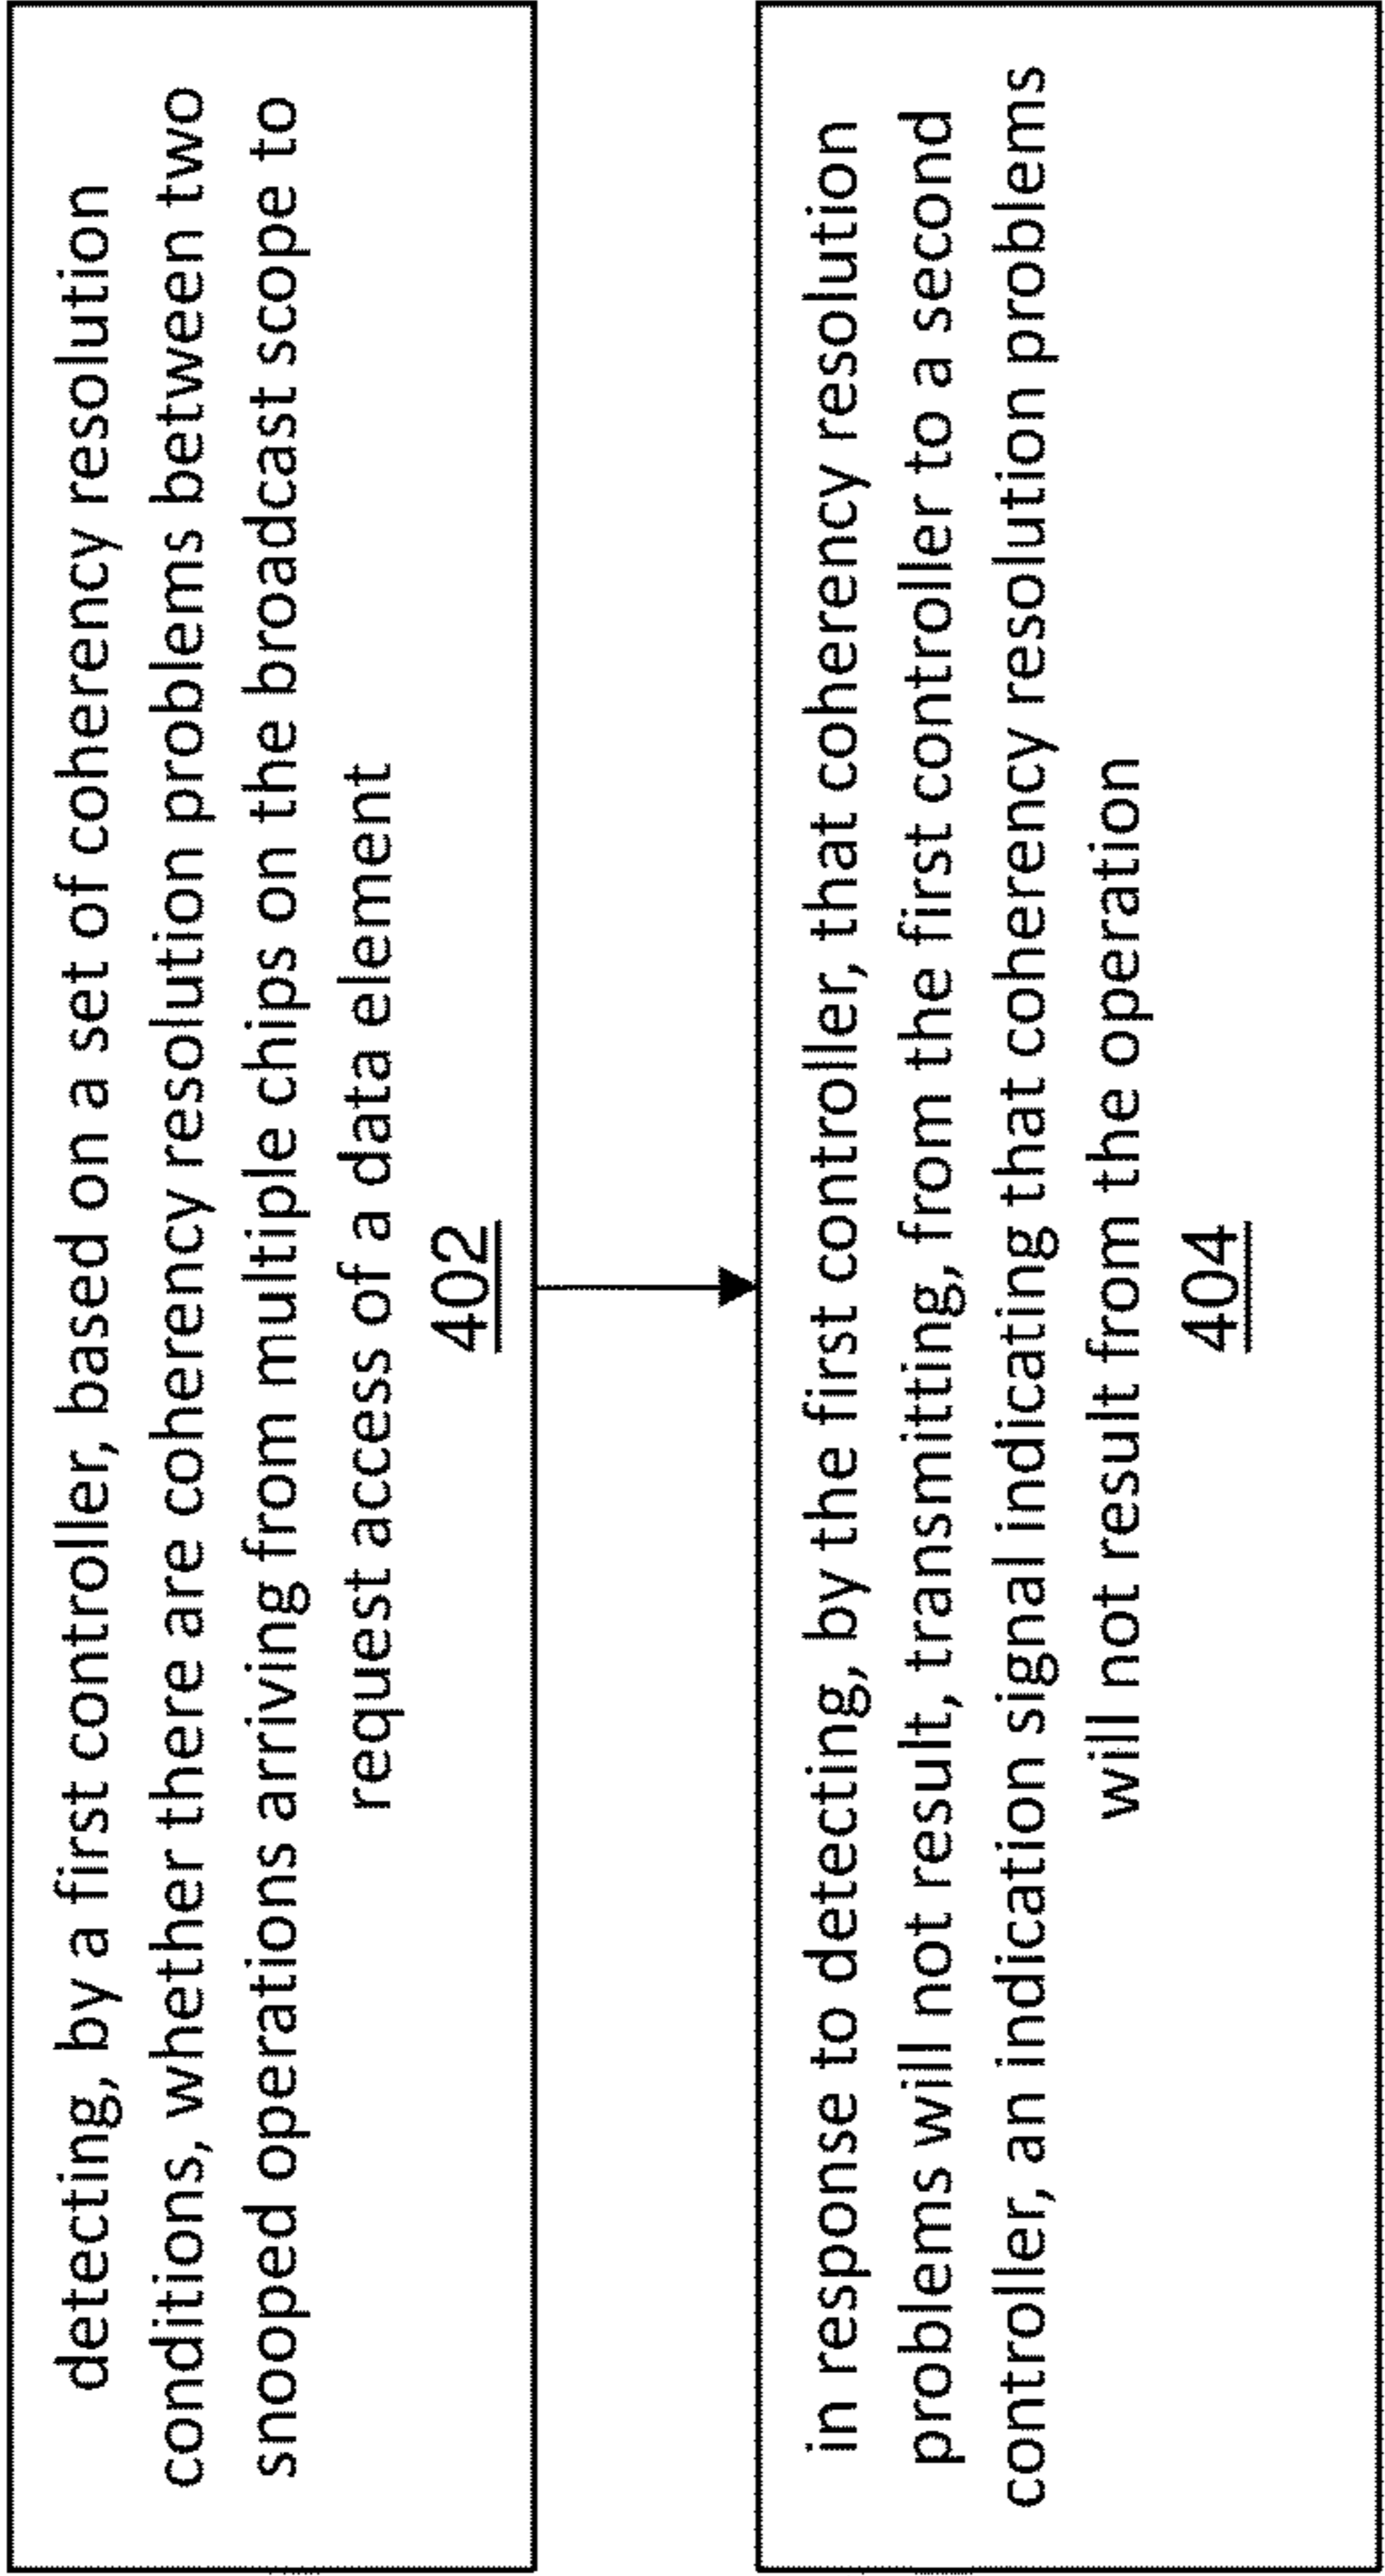 detecting, by a first controller, based on a set of coherency resolution
conditions, whether there are coherency resolution problems between two
snooped operations arriving from multiple chips on the broadcast scope to
request access of a data element
402
in response to detecting, by the first controller, that coherency resolution
problems will not result, transmitting, from the first controller to a second
controller, an indication signal indicating that coherency resolution problems
will not result from the operation
404